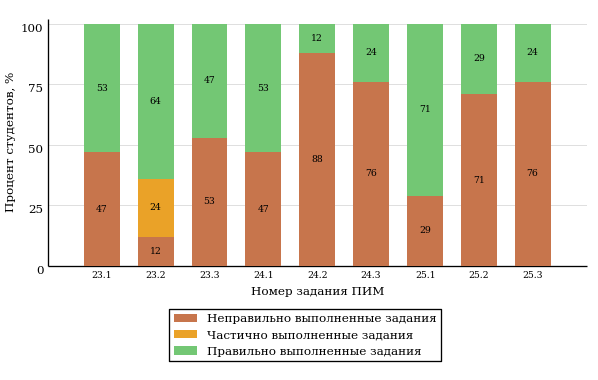 Процент студентов, %
100
75
50
25
0
53 64 47 53 12 24 71 29 24
24
47 12 53 47 88 76 29 71 76
23.1 23.2 23.3 24.1 24.2 24.3 25.1 25.2 25.3
Номер задания ПИМ
Неправильно выполненные задания
Частично выполненные задания
Правильно выполненные задания